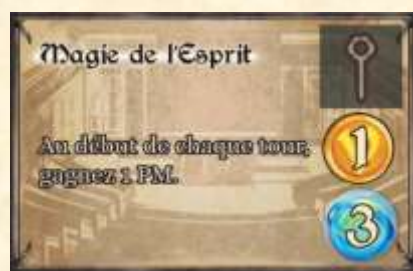 Magie de l'Esprit
Au début de chaque tour,
gagnez 1 PM.
1
3